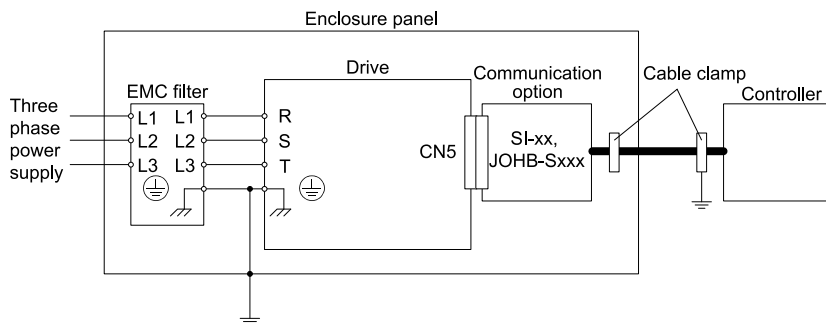 Enclosure panel
Drive
EMC filter
Communication
option
Cable clamp
Controller
Three
phase
power
supply
L1 L1
L2 L2
L3 L3
R
S
T
CN5
SI-xx,
JOHB-Sxxx